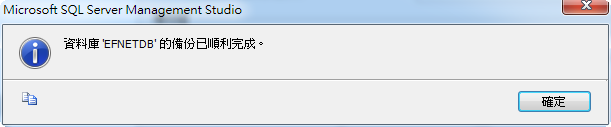 Microsoft SQL Server Management Studio
資料庫 'EFNETDB' 的備份已順利完成。
確定